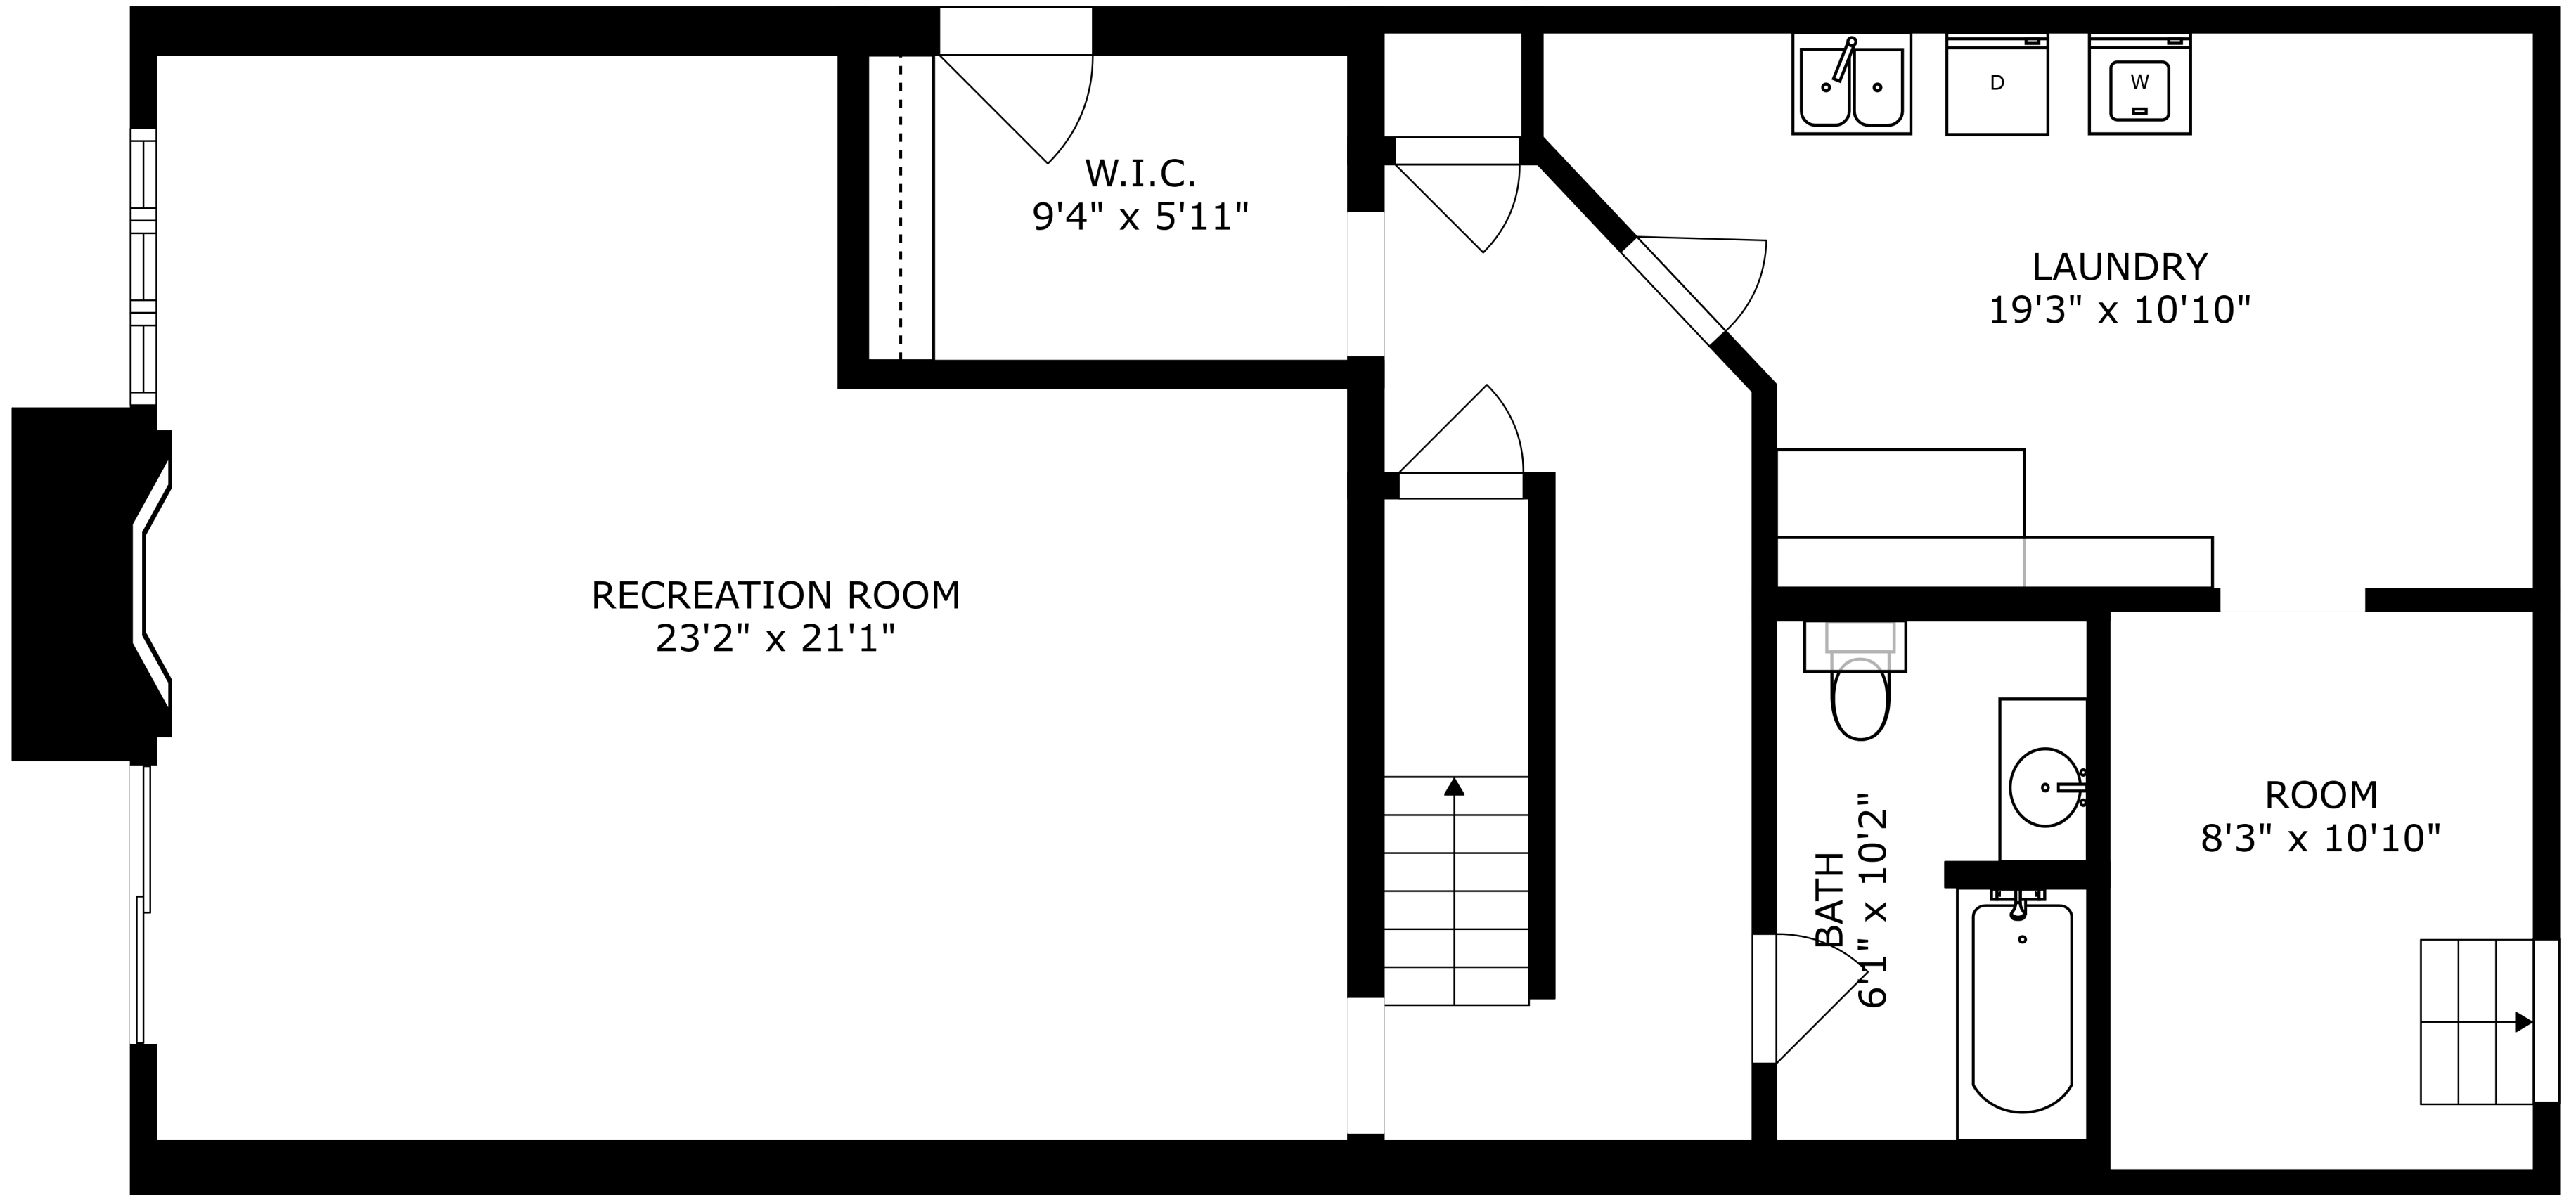 D
W
W.I.C.
9'4" x 5'11"
LAUNDRY
19'3" x 10'10"
RECREATION ROOM
23'2" x 21'1"
BATH
6'1" x 10'2"
ROOM
8'3" x 10'10"